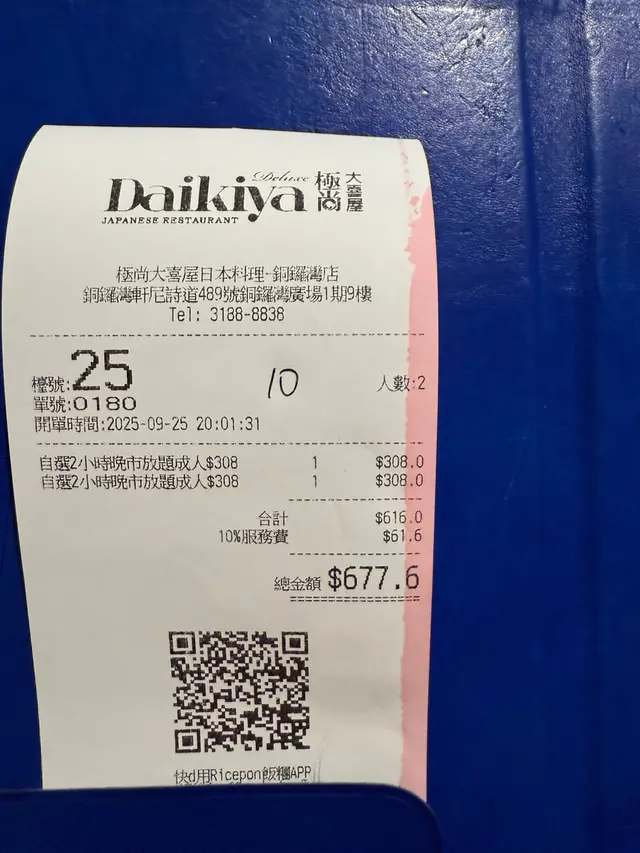 Deluxe
Daikiya 極尚 大喜屋
JAPANESE RESTAURANT
極尚大喜屋日本料理-銅鑼灣店
銅鑼灣軒尼詩道489號銅鑼灣廣場1期9樓
Tel: 3188-8838
檯號:25 10 人數:2
單號:0180
開單時間:2025-09-25 20:01:31
自選2小時晚市放題成人$308 1 $308.0
自選2小時晚市放題成人$308 1 $308.0
合計 $616.0
10%服務費 $61.6
總金額 $677.6
快d用Ricepon飯糰APP